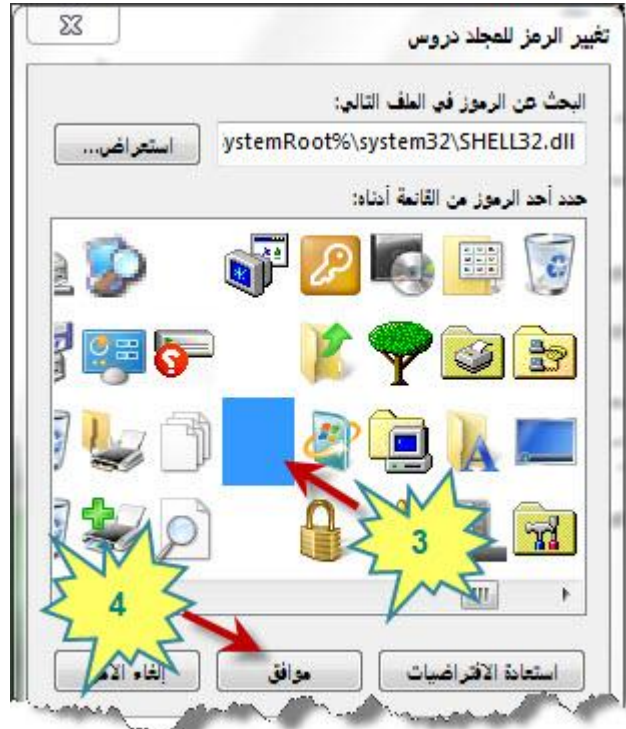 تغيير الرمز للمجلد دروس
البحث عن الرموز في الملف التالي:
ystemRoot%\system32\SHELL32.dll
استعراض...
حدد أحد الرموز من القائمة أدناه:
3
4
استعادة الافتراضيات
موافق
إلغاء